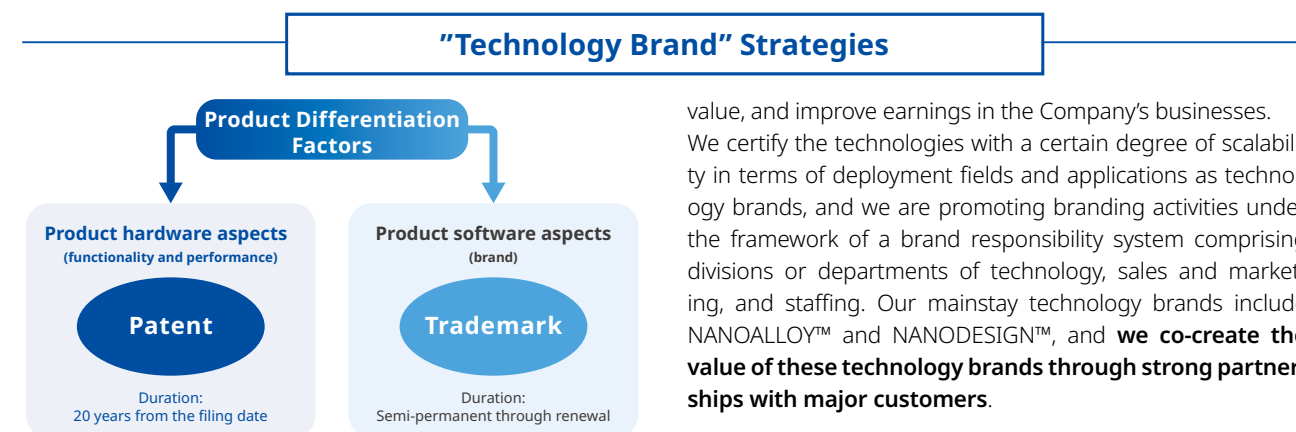 ”Technology Brand” Strategies
Product Differentiation
Factors
Product hardware aspects
(functionality and performance)
Patent
Duration:
20 years from the filing date
Product software aspects
(brand)
Trademark
Duration:
Semi-permanent through renewal
value, and improve earnings in the Company’s businesses.
We certify the technologies with a certain degree of scalabil
ty in terms of deployment fields and applications as techno
ogy brands, and we are promoting branding activities unde
the framework of a brand responsibility system comprising
divisions or departments of technology, sales and market
ing, and staffing. Our mainstay technology brands include
NANOALLOY™ and NANODESIGN™, and we co-create the
value of these technology brands through strong partner
ships with major customers.